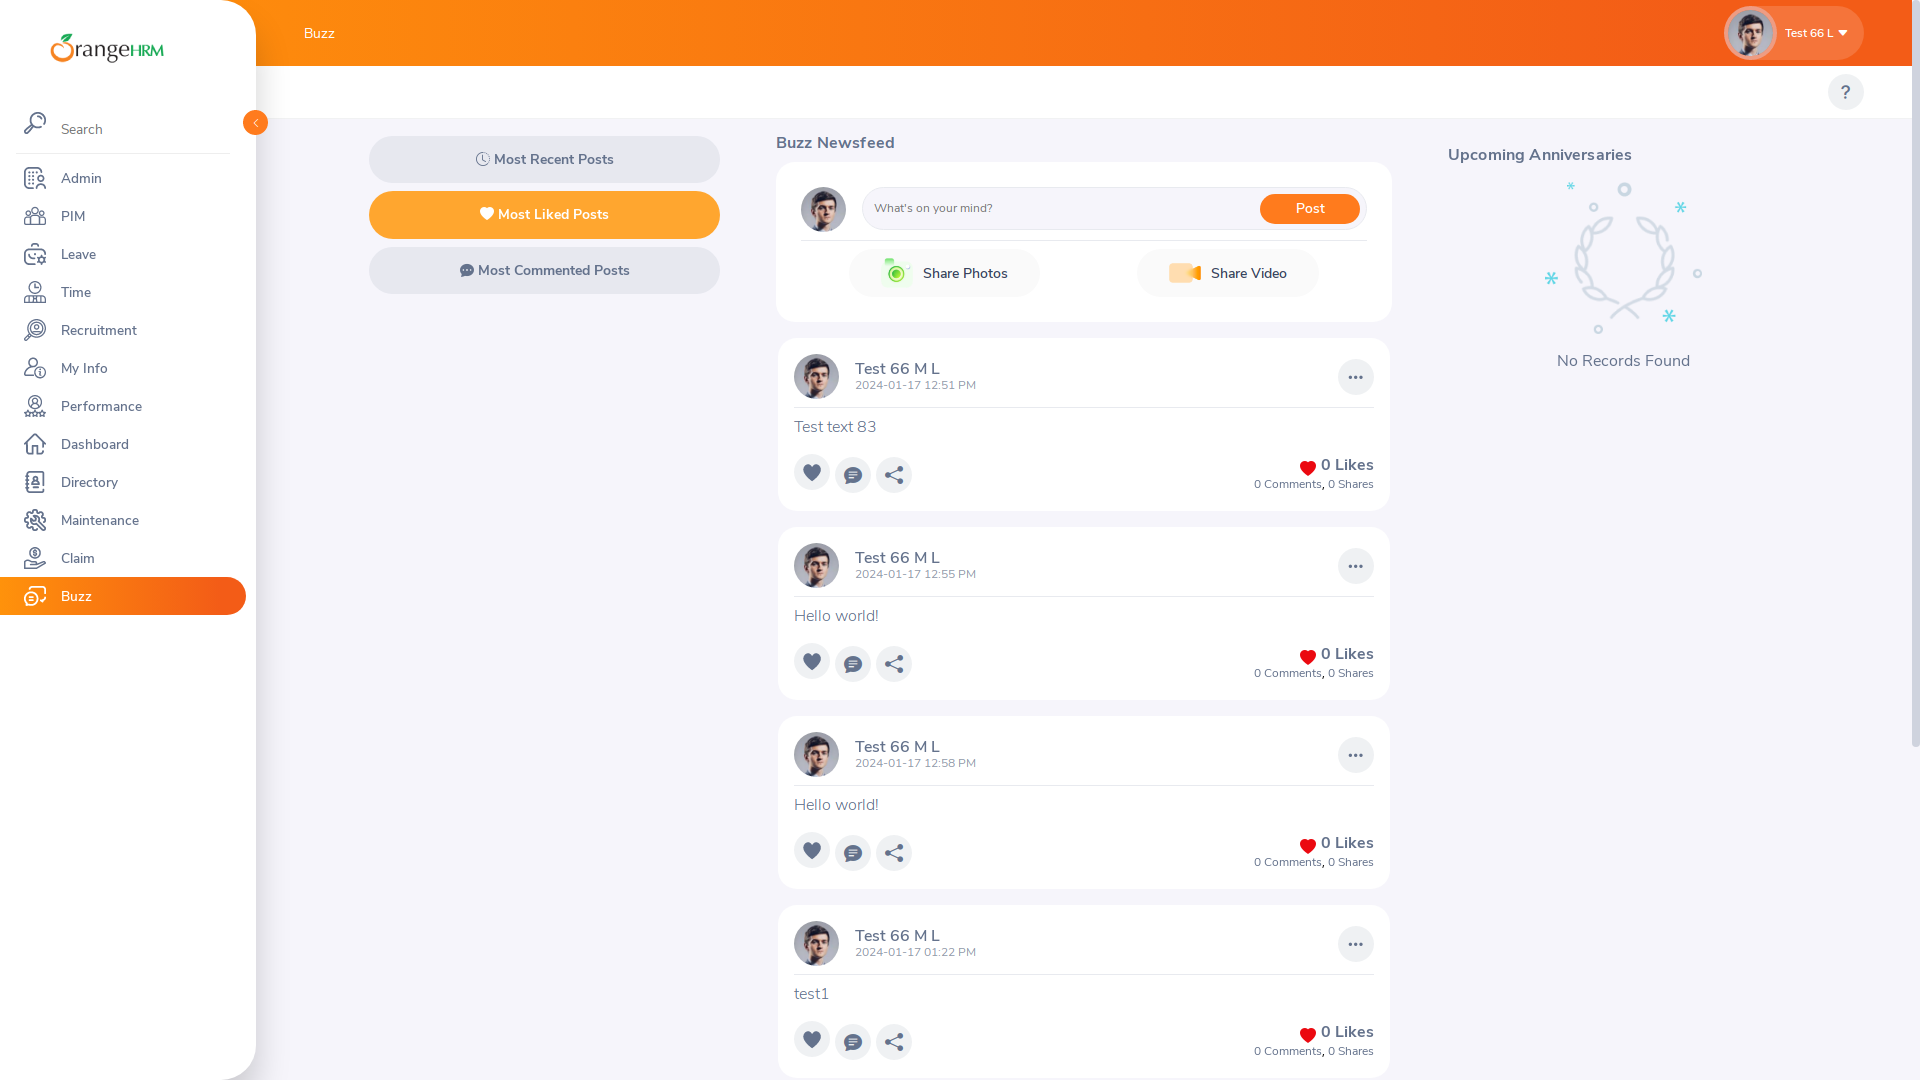 OrangeHRM
Buzz
Test 66 L
?
Search
Admin
PIM
Leave
Time
Recruitment
My Info
Performance
Dashboard
Directory
Maintenance
Claim
Buzz
Most Recent Posts
Most Liked Posts
Most Commented Posts
Buzz Newsfeed
What's on your mind?
Post
Share Photos
Share Video
Test 66 M L
2024-01-17 12:51 PM
Test text 83
0 Likes
0 Comments, 0 Shares
Test 66 M L
2024-01-17 12:55 PM
Hello world!
0 Likes
0 Comments, 0 Shares
Test 66 M L
2024-01-17 12:58 PM
Hello world!
0 Likes
0 Comments, 0 Shares
Test 66 M L
2024-01-17 01:22 PM
test1
0 Likes
0 Comments, 0 Shares
Upcoming Anniversaries
No Records Found